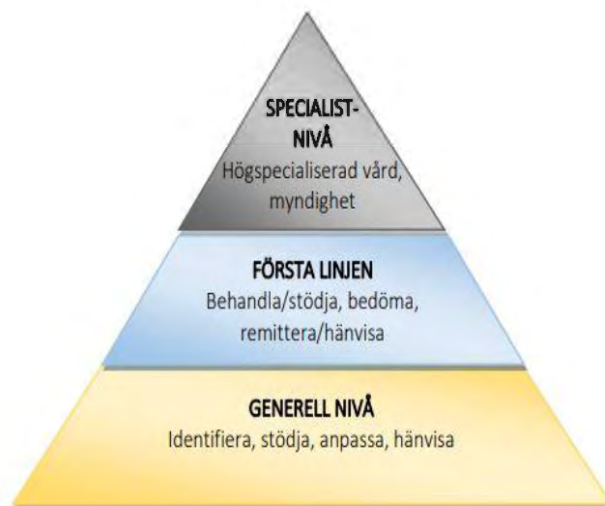 SPECIALIST-
NIVÅ
Högspecialiserad vård,
myndighet
FÖRSTA LINJEN
Behandla/stödja, bedöma,
remittera/hänvisa
GENERELL NIVÅ
Identifiera, stödja, anpassa, hänvisa